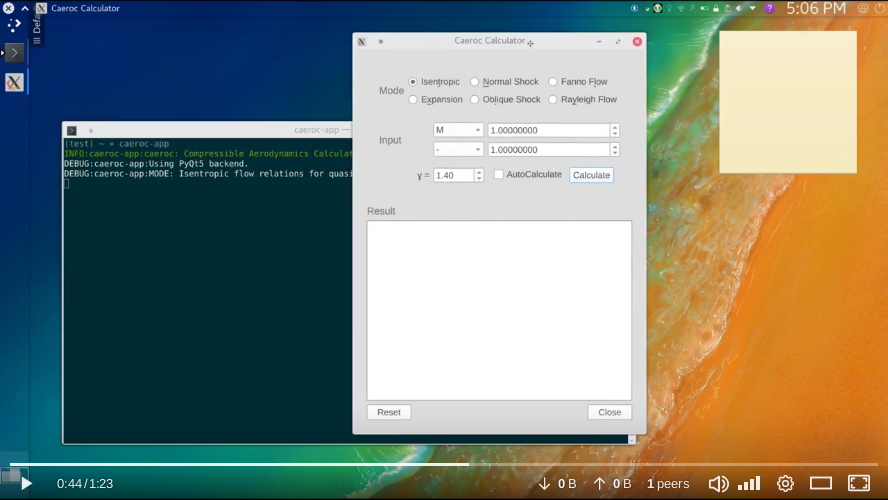 Caeroc Calculator
5:06 PM
Defa
caeroc-app —
(test) ~ » caeroc-app
INFO:caeroc-app:caeroc: Compressible Aerodynamics Calculat
DEBUG:caeroc-app:Using PyQt5 backend.
DEBUG:caeroc-app:MODE: Isentropic flow relations for quasi
Caeroc Calculator
Mode
Isentropic
Normal Shock
Fanno Flow
Expansion
Oblique Shock
Rayleigh Flow
Input
M
1.00000000
-
1.00000000
γ =
1.40
AutoCalculate
Calculate
Result
Reset
Close
0:44/1:23
0 B
0 B
1 peers